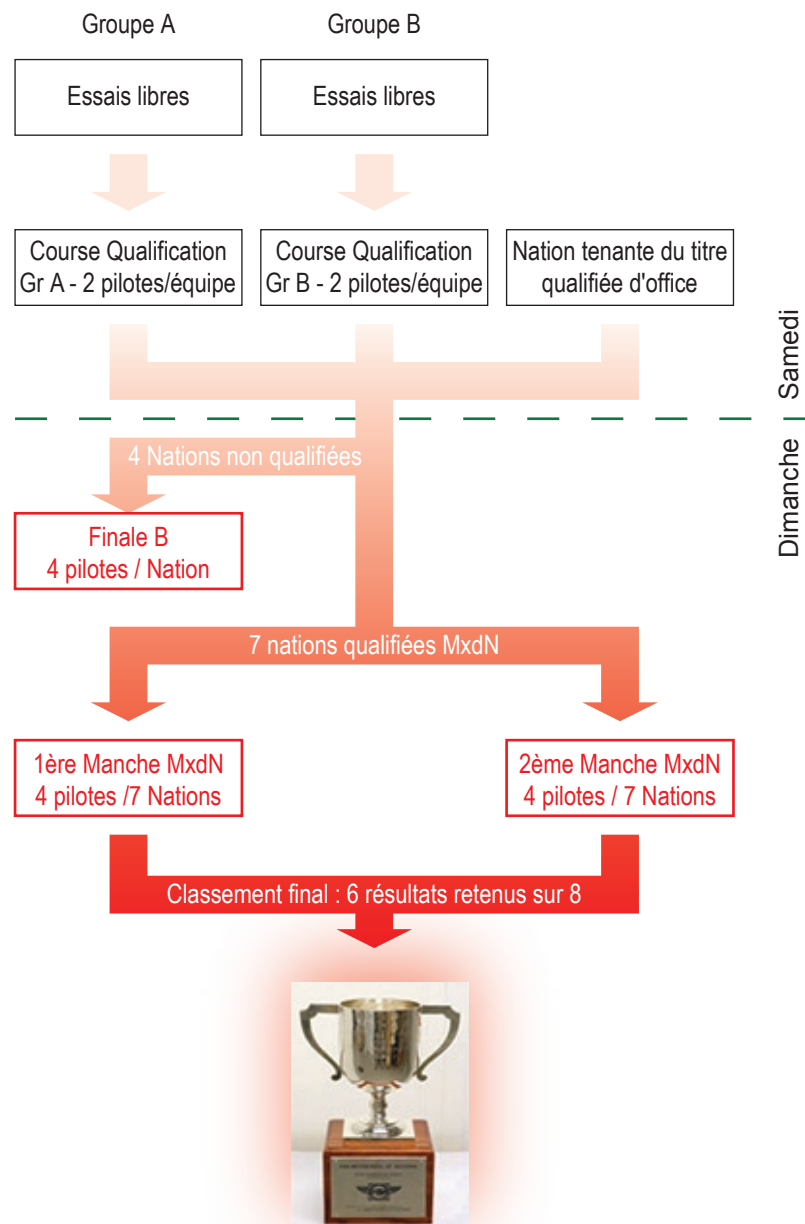 Groupe A
Groupe B
Essais libres
Essais libres
Course Qualification
Gr A - 2 pilotes/équipe
Course Qualification
Gr B - 2 pilotes/équipe
Nation tenante du titre
qualifiée d'office
Samedi
Dimanche
4 Nations non qualifiées
Finale B
4 pilotes / Nation
7 nations qualifiées MxdN
1ère Manche MxdN
4 pilotes /7 Nations
2ème Manche MxdN
4 pilotes / 7 Nations
Classement final : 6 résultats retenus sur 8